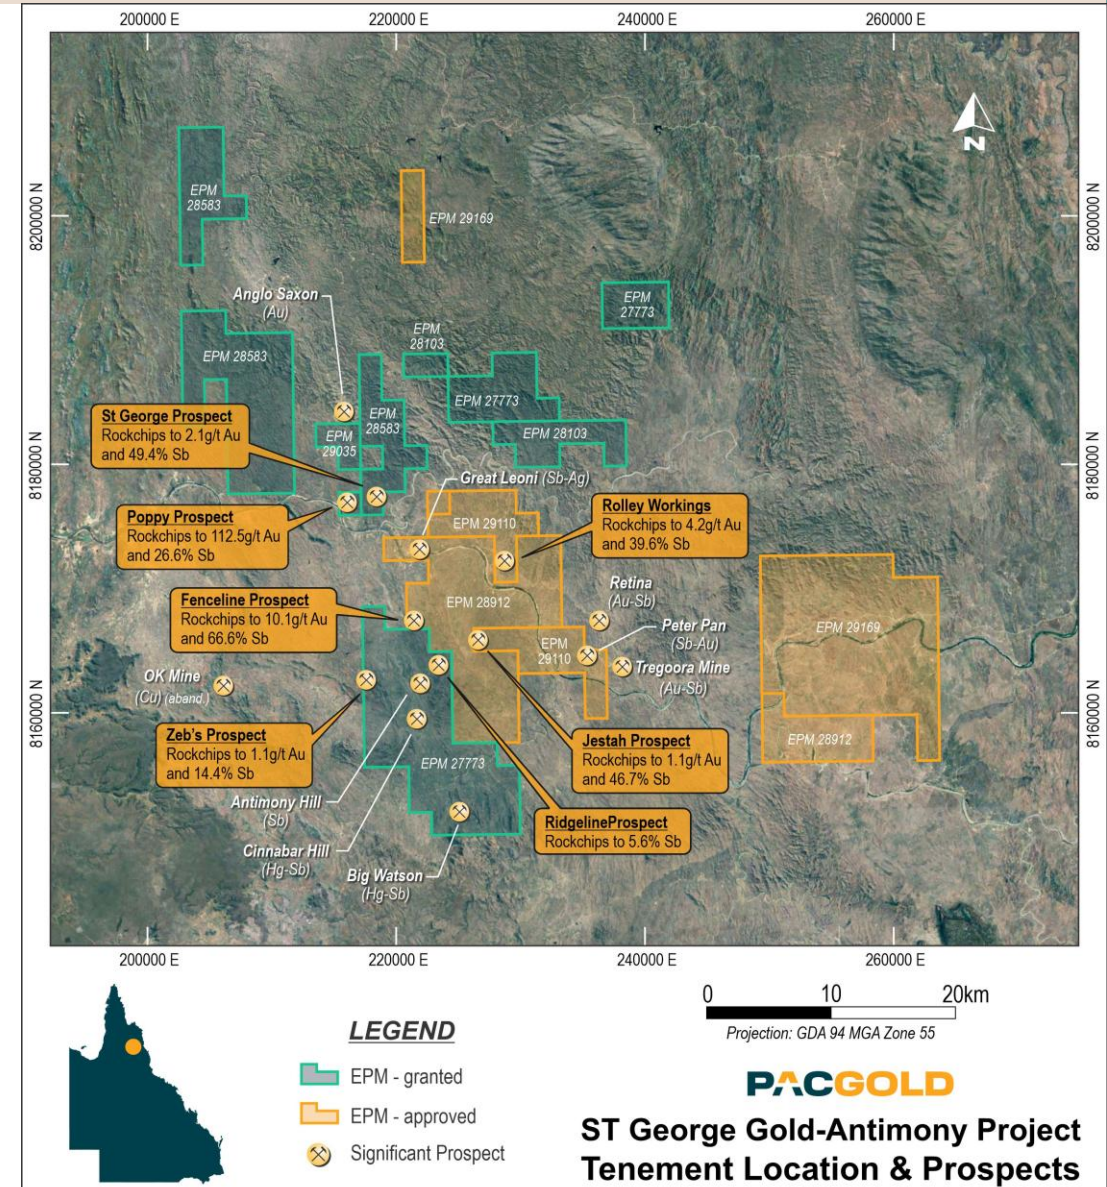 200000 E
220000 E
240000 E
260000 E
8200000 N
8180000 N
8160000 N
8200000 N
8180000 N
8160000 N
N
EPM
28583
EPM 29169
Anglo Saxon
(Au)
EPM
27773
EPM
28103
EPM 28583
EPM 27773
EPM
28583
EPM
29035
EPM 28103
St George Prospect
Rockchips to 2.1g/t Au
and 49.4% Sb
Great Leoni (Sb-Ag)
Poppy Prospect
Rockchips to 112.5g/t Au
and 26.6% Sb
EPM 29110
Rolley Workings
Rockchips to 4.2g/t Au
and 39.6% Sb
Fenceline Prospect
Rockchips to 10.1g/t Au
and 66.6% Sb
EPM 28912
Retina
(Au-Sb)
Peter Pan
(Sb-Au)
EPM
29110
EPM 29169
Tregoora Mine
(Au-Sb)
OK Mine
(Cu) (aband.)
Zeb's Prospect
Rockchips to 1.1g/t Au
and 14.4% Sb
Jestah Prospect
Rockchips to 1.1g/t Au
and 46.7% Sb
EPM 28912
EPM 27773
Antimony Hill
(Sb)
RidgelineProspect
Rockchips to 5.6% Sb
Cinnabar Hill
(Hg-Sb)
Big Watson
(Hg-Sb)
200000 E
220000 E
240000 E
260000 E
0 10 20km
Projection: GDA 94 MGA Zone 55
LEGEND
EPM - granted
EPM - approved
Significant Prospect
PACGOLD
ST George Gold-Antimony Project
Tenement Location & Prospects